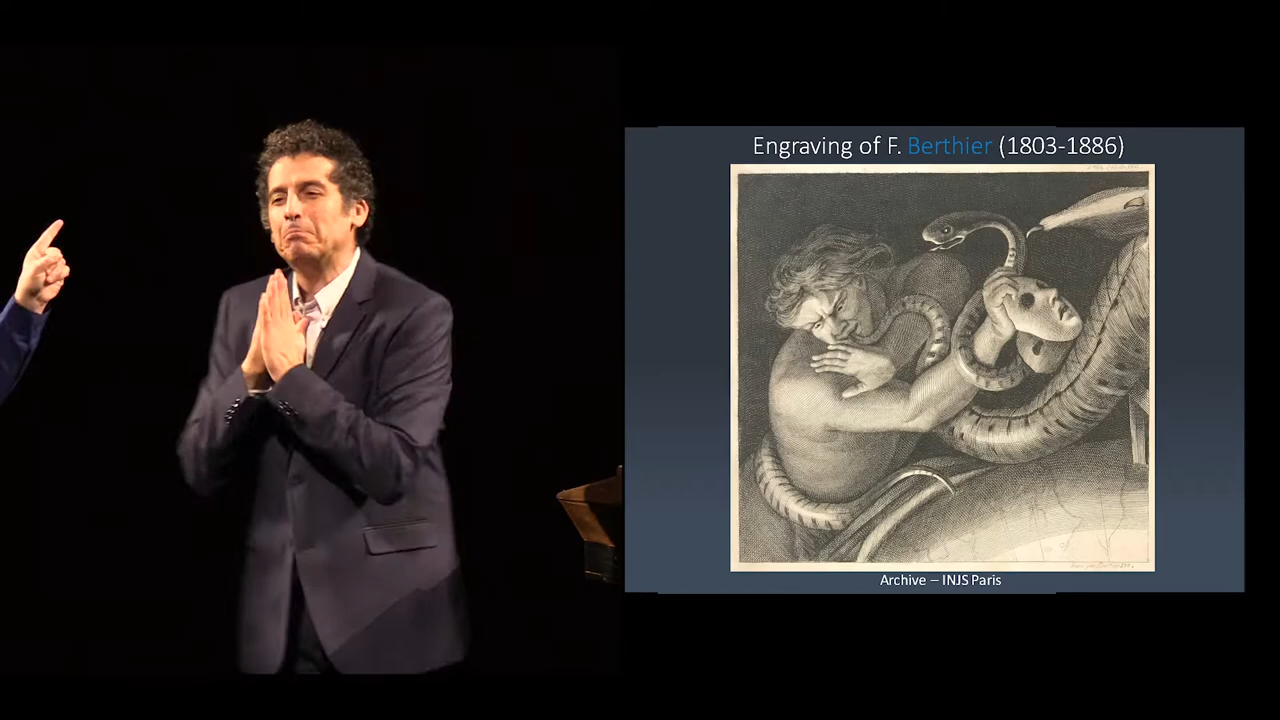 Engraving of F. Berthier (1803-1886)
Archive – INJS Paris